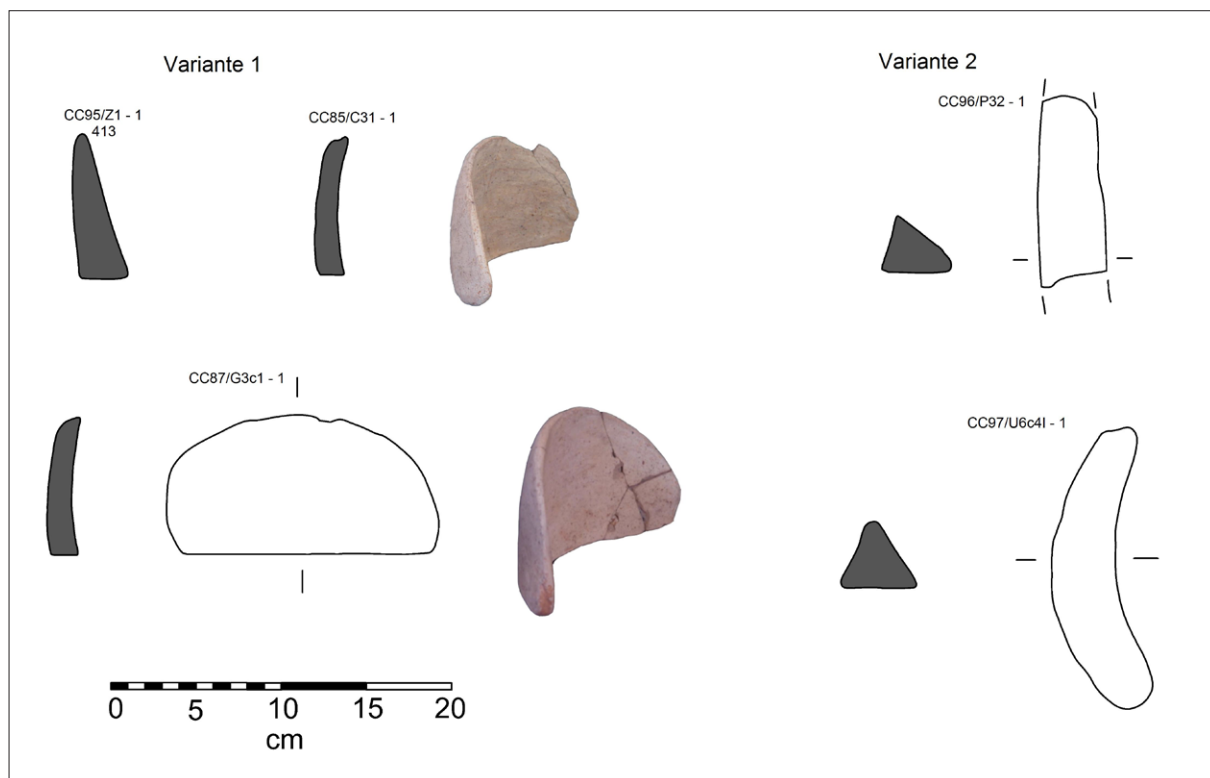 Variante 1
CC95/Z1 - 1
413
CC85/C31 - 1
CC87/G3c1 - 1
Variante 2
CC96/P32 - 1
CC97/U6c4I - 1
0 5 10 15 20
cm